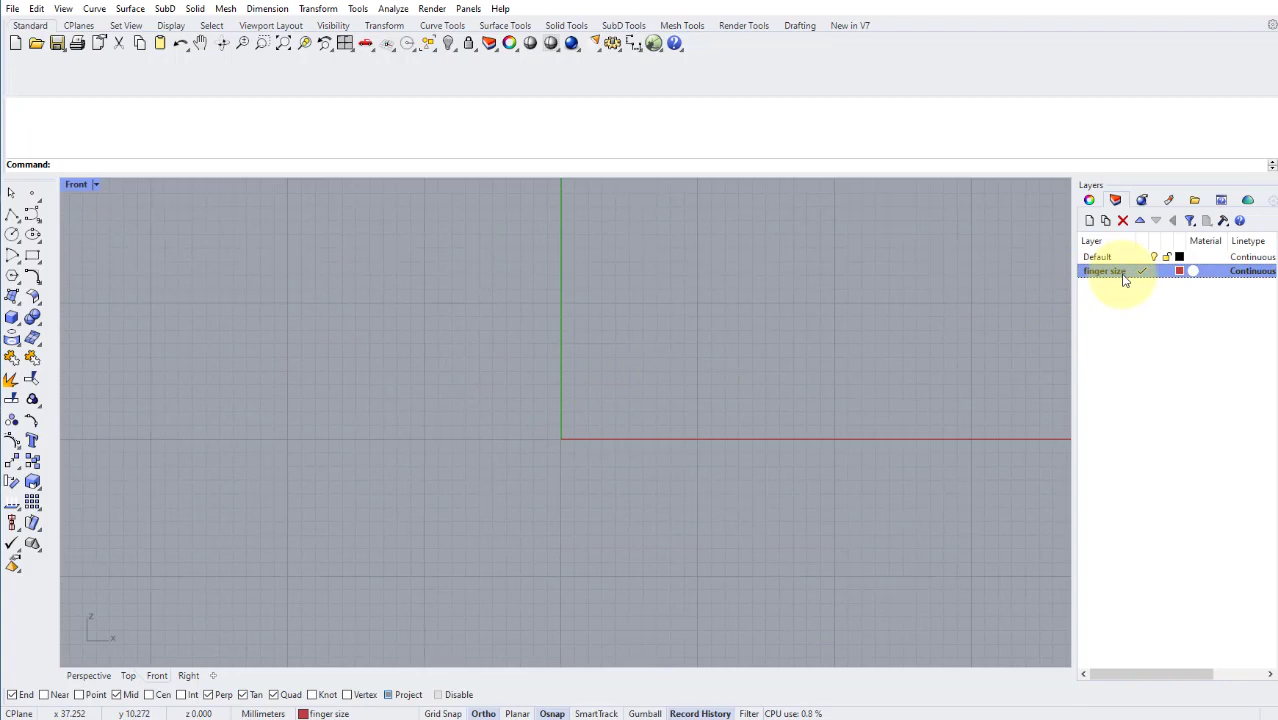 File Edit View Curve Surface SubD Solid Mesh Dimension Transform Tools Analyze Render Panels Help
Standard CPlanes Set View Display Select Viewport Layout Visibility Transform Curve Tools Surface Tools Solid Tools SubD Tools Mesh Tools Render Tools Drafting New in V7
Command:
Front
Layers
Layer Material Linetype
Default Continuous
finger size Continuous
z
x
Perspective Top Front Right
End Near Point Mid Cen Int Perp Tan Quad Knot Vertex Project Disable
CPlane x 37.252 y 10.272 z 0.000 Millimeters finger size Grid Snap Ortho Planar Osnap SmartTrack Gumball Record History Filter CPU use: 0.8 %